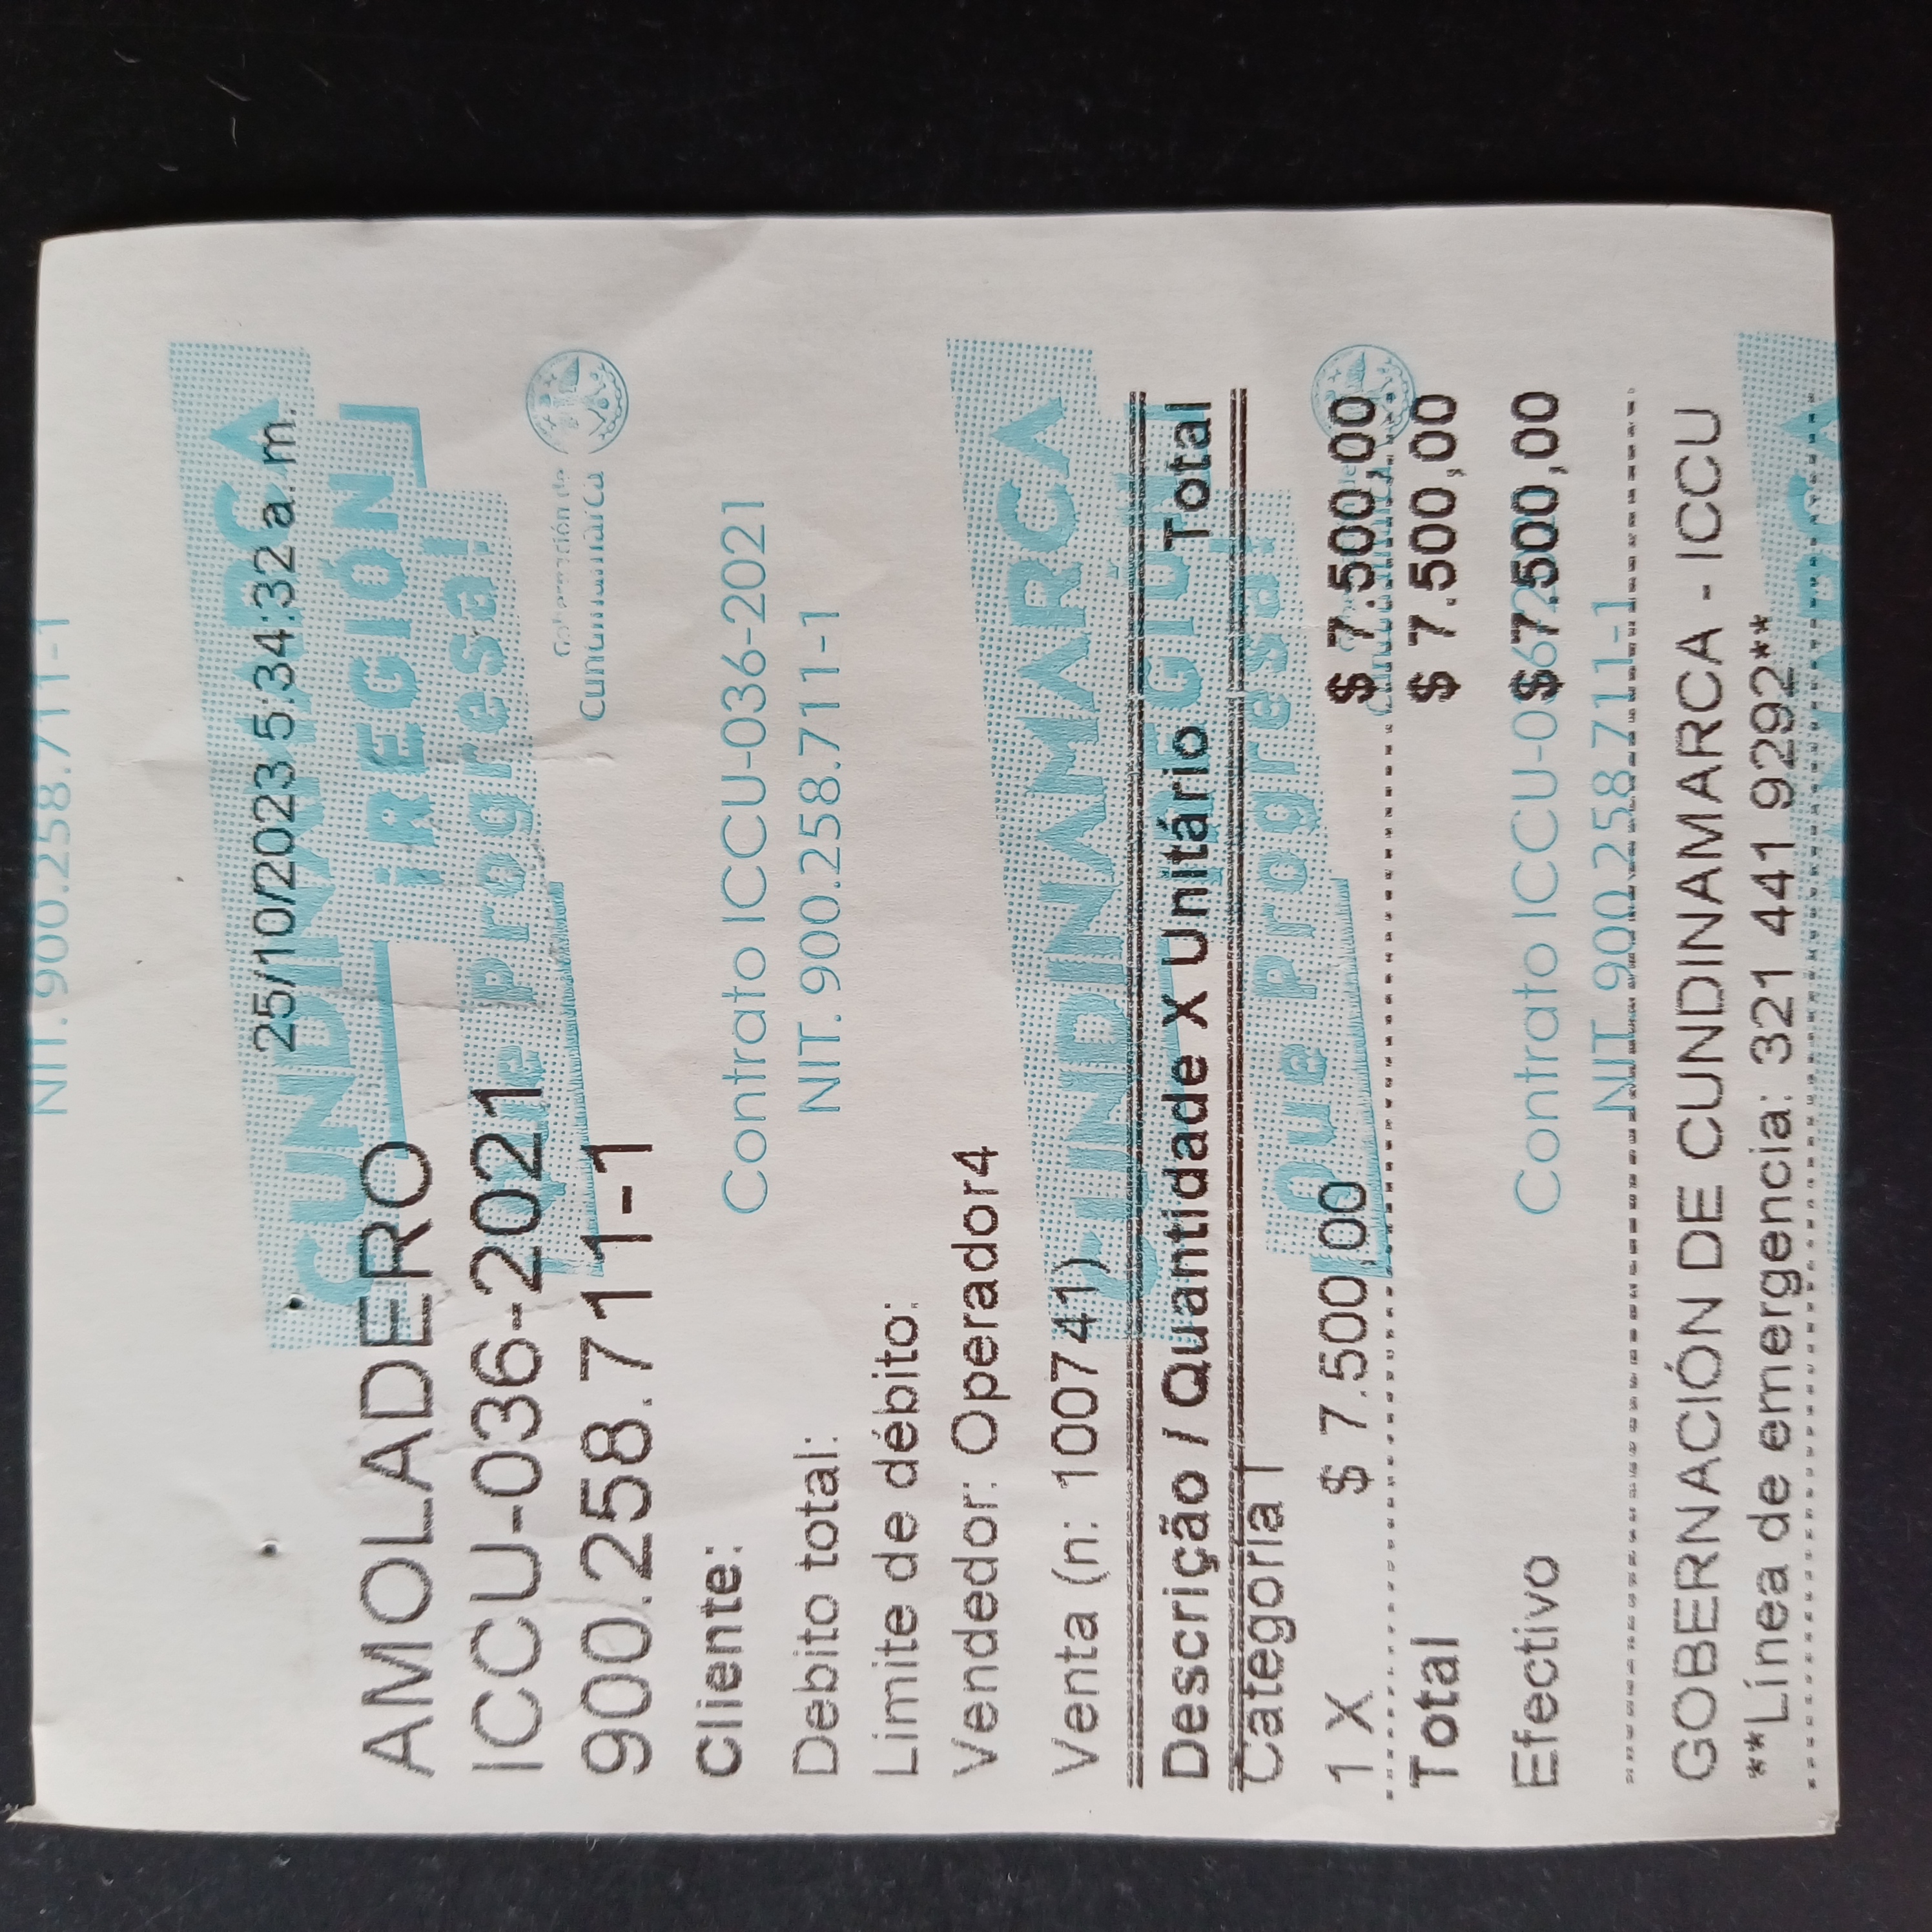 NIT. 900.258.711-1
25/10/2023 5:34:32 a. m.
CUNDINAMARCA
¡REGIÓN
Que progresa!
AMOLADERO
ICCU-036-2021
900.258.711-1
Gobernación de
Cundinamarca
Cliente:
Contrato ICCU-036-2021
Debito total:
NIT. 900.258.711-1
Limite de débito:
Vendedor: Operador4
Venta (n: 100741)
CUNDINAMARCA
Descrição / Quantidade X Unitário Total
Que progresa!
Categoria I
1 X $ 7.500,00 $ 7.500,00
Total $ 7.500,00
Efectivo $ 7.500,00
Contrato ICCU-036
NIT. 900.258.711-1
GOBERNACIÓN DE CUNDINAMARCA - ICCU
**Línea de emergencia: 321 441 9292**